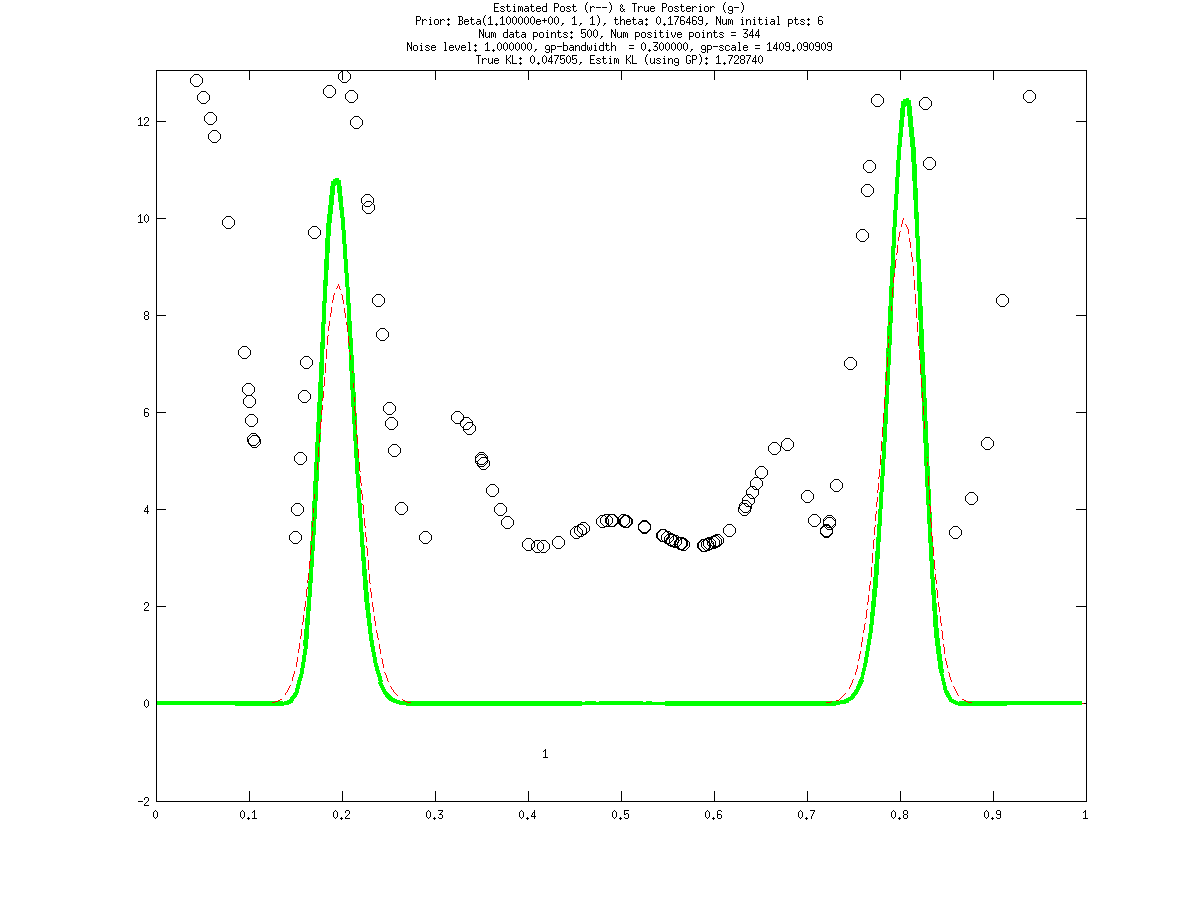 Estimated Post (r--) & True Posterior (g-)
Prior: Beta(1.100000e+00, 1, 1), theta: 0.176469, Num initial pts: 6
Num data points: 500, Num positive points = 344
Noise level: 1.000000, gp-bandwidth  = 0.300000, gp-scale = 1409.090909
True KL: 0.047505, Estim KL (using GP): 1.728740
12
10
8
6
4
2
0
1
-2
0 0.1 0.2 0.3 0.4 0.5 0.6 0.7 0.8 0.9 1